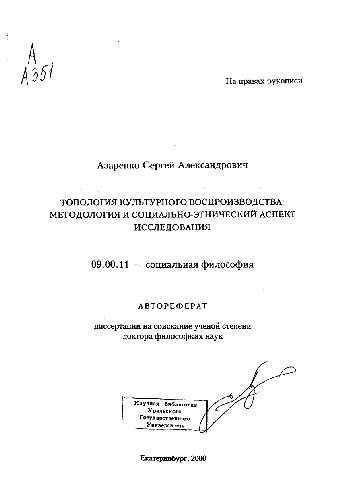 А
А351
На правах рукописи
Азаренко Сергей Александрович
ТОПОЛОГИЯ КУЛЬТУРНОГО ВОСПРОИЗВОДСТВА:
МЕТОДОЛОГИЯ И СОЦИАЛЬНО-ЭТНИЧЕСКИЙ АСПЕКТ
ИССЛЕДОВАНИЯ
09.00.11 - социальная философия
АВТОРЕФЕРАТ
диссертации на соискание ученой степени
доктора философских наук
Научная Библиотека
Уральского
Государственного
Университета
Екатеринбург, 2000